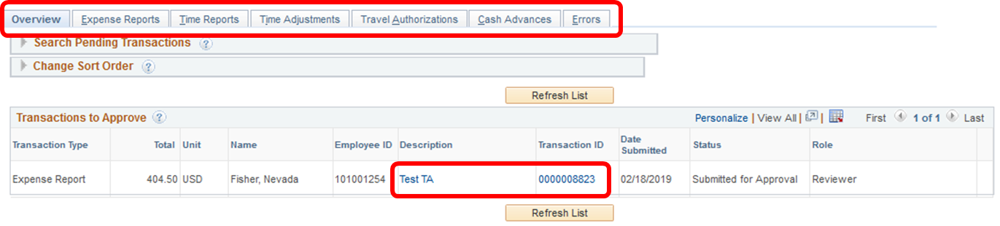 Overview Expense Reports Time Reports Time Adjustments Travel Authorizations Cash Advances Errors
Search Pending Transactions ?
Change Sort Order ?
Refresh List
Transactions to Approve ? Personalize | View All | | First 1 of 1 Last
Transaction Type Total Unit Name Employee ID Description Transaction ID Date Submitted Status Role
Expense Report 404.50 USD Fisher, Nevada 101001254 Test TA 0000008823 02/18/2019 Submitted for Approval Reviewer
Refresh List